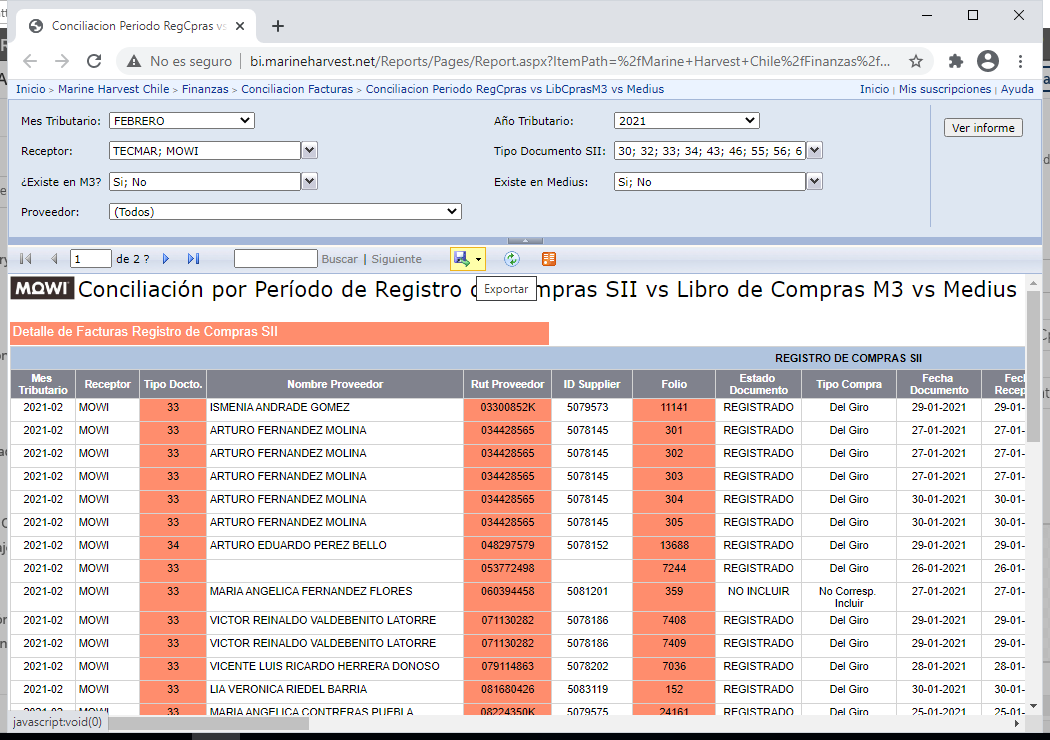 Conciliacion Periodo RegCpras vs
No es seguro
bi.marineharvest.net/Reports/Pages/Report.aspx?ItemPath=%2fMarine+Harvest+Chile%2fFinanzas%2f...
Inicio > Marine Harvest Chile > Finanzas > Conciliacion Facturas > Conciliacion Periodo RegCpras vs LibCprasM3 vs Medius
Inicio | Mis suscripciones | Ayuda
Mes Tributario: FEBRERO
Año Tributario: 2021
Ver informe
Receptor: TECMAR; MOWI
Tipo Documento SII: 30; 32; 33; 34; 43; 46; 55; 56; 6
¿Existe en M3? Si; No
Existe en Medius: Si; No
Proveedor: (Todos)
1 de 2 ? Buscar | Siguiente
Exportar
MOWI Conciliación por Período de Registro de Compras SII vs Libro de Compras M3 vs Medius
Detalle de Facturas Registro de Compras SII
REGISTRO DE COMPRAS SII
Mes Tributario Receptor Tipo Docto. Nombre Proveedor Rut Proveedor ID Supplier Folio Estado Documento Tipo Compra Fecha Documento Fech Recep
2021-02 MOWI 33 ISMENIA ANDRADE GOMEZ 03300852K 5079573 11141 REGISTRADO Del Giro 29-01-2021 29-01-
2021-02 MOWI 33 ARTURO FERNANDEZ MOLINA 034428565 5078145 301 REGISTRADO Del Giro 27-01-2021 27-01-
2021-02 MOWI 33 ARTURO FERNANDEZ MOLINA 034428565 5078145 302 REGISTRADO Del Giro 27-01-2021 27-01-
2021-02 MOWI 33 ARTURO FERNANDEZ MOLINA 034428565 5078145 303 REGISTRADO Del Giro 27-01-2021 27-01-
2021-02 MOWI 33 ARTURO FERNANDEZ MOLINA 034428565 5078145 304 REGISTRADO Del Giro 30-01-2021 30-01-
2021-02 MOWI 33 ARTURO FERNANDEZ MOLINA 034428565 5078145 305 REGISTRADO Del Giro 30-01-2021 30-01-
2021-02 MOWI 34 ARTURO EDUARDO PEREZ BELLO 048297579 5078152 13688 REGISTRADO Del Giro 29-01-2021 29-01-
2021-02 MOWI 33 053772498 7244 REGISTRADO Del Giro 26-01-2021 26-01-
2021-02 MOWI 33 MARIA ANGELICA FERNANDEZ FLORES 060394458 5081201 359 NO INCLUIR No Corresp. Incluir 27-01-2021 27-01-
2021-02 MOWI 33 VICTOR REINALDO VALDEBENITO LATORRE 071130282 5078186 7408 REGISTRADO Del Giro 29-01-2021 29-01-
2021-02 MOWI 33 VICTOR REINALDO VALDEBENITO LATORRE 071130282 5078186 7409 REGISTRADO Del Giro 29-01-2021 29-01-
2021-02 MOWI 33 VICENTE LUIS RICARDO HERRERA DONOSO 079114863 5078202 7036 REGISTRADO Del Giro 28-01-2021 28-01-
2021-02 MOWI 33 LIA VERONICA RIEDEL BARRIA 081680426 5083119 152 REGISTRADO Del Giro 29-01-2021 29-01-
2021-02 MOWI 33 MARIA ANGELICA CONTRERAS PUEBLA 08224350K 5079575 24161 REGISTRADO Del Giro 25-01-2021 25-01-
javascript:void(0)